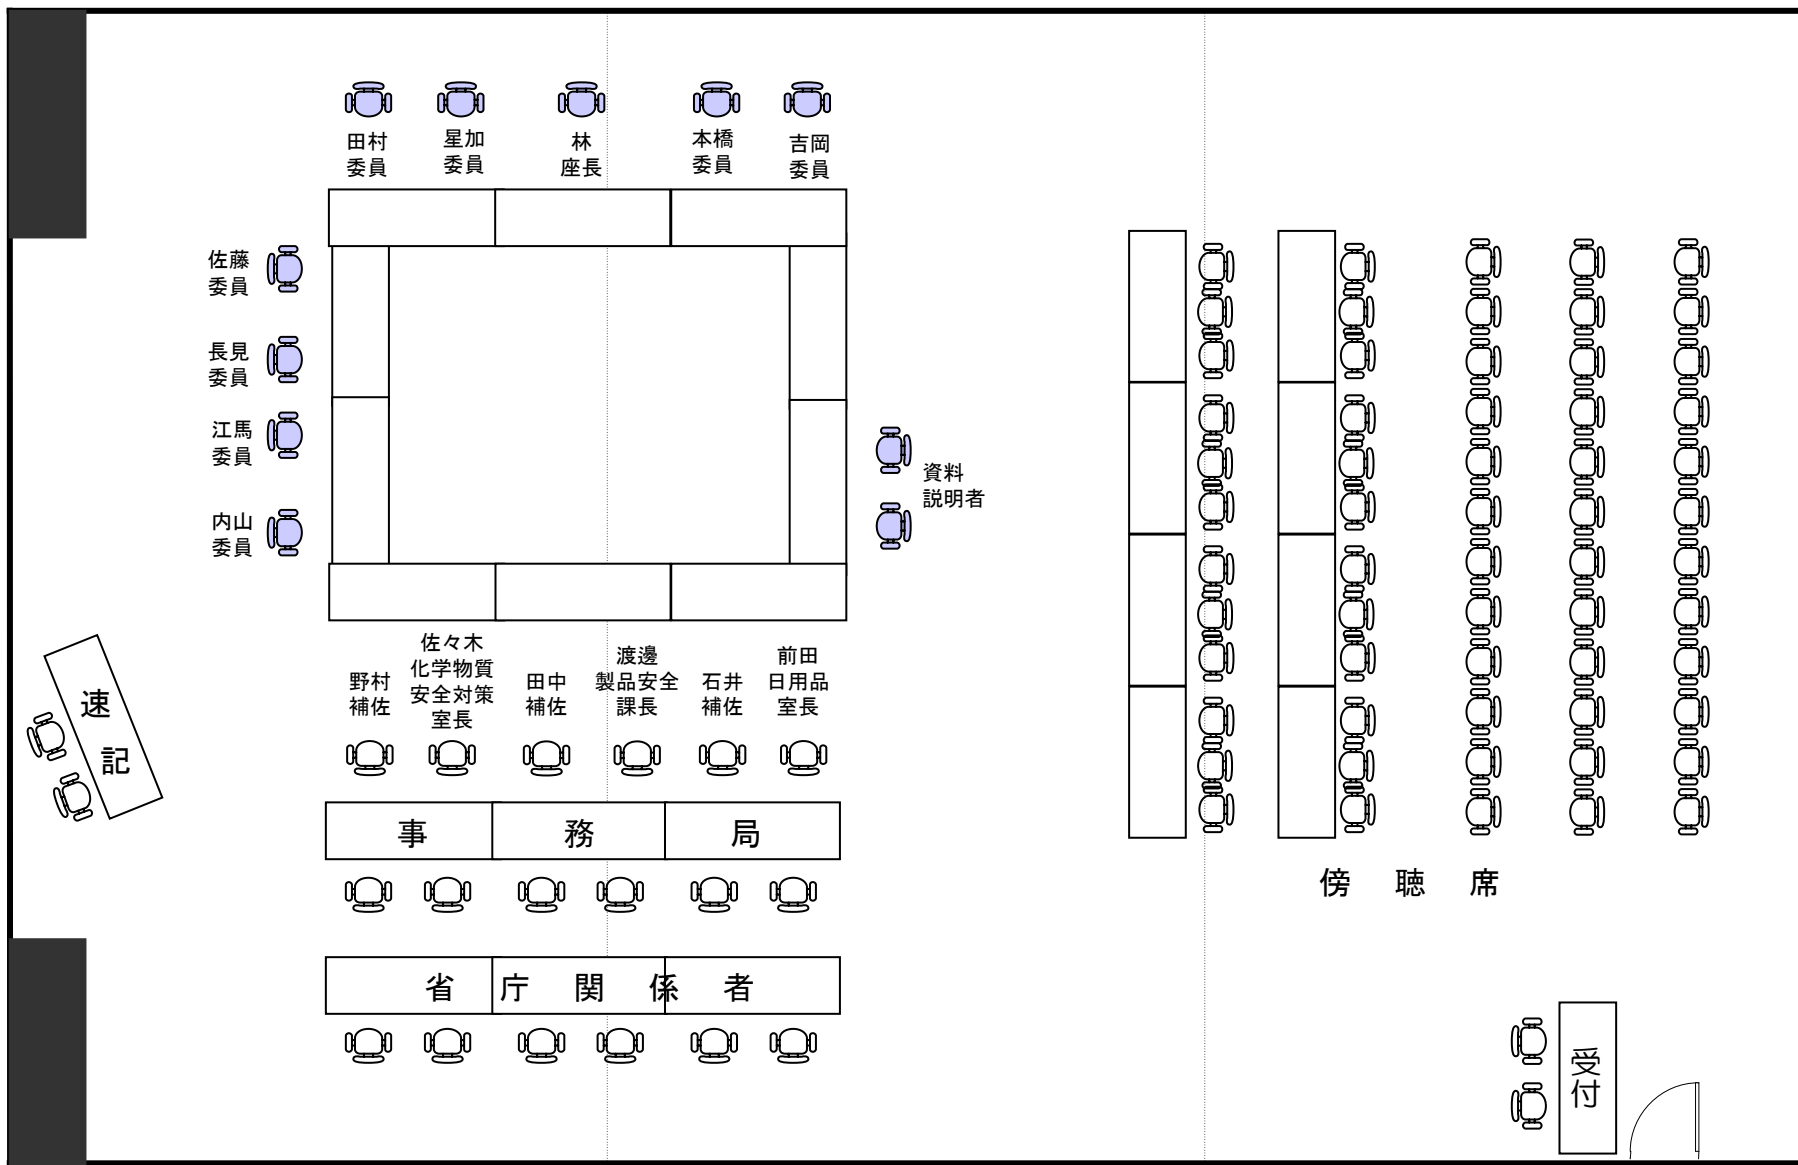 田村
委員
星加
委員
林
座長
本橋
委員
吉岡
委員
佐藤
委員
長見
委員
江馬
委員
内山
委員
資料
説明者
野村
補佐
佐々木
化学物質
安全対策
室長
田中
補佐
渡邊
製品安全
課長
石井
補佐
前田
日用品
室長
速
記
事 務 局
省 庁 関 係 者
傍 聴 席
受
付